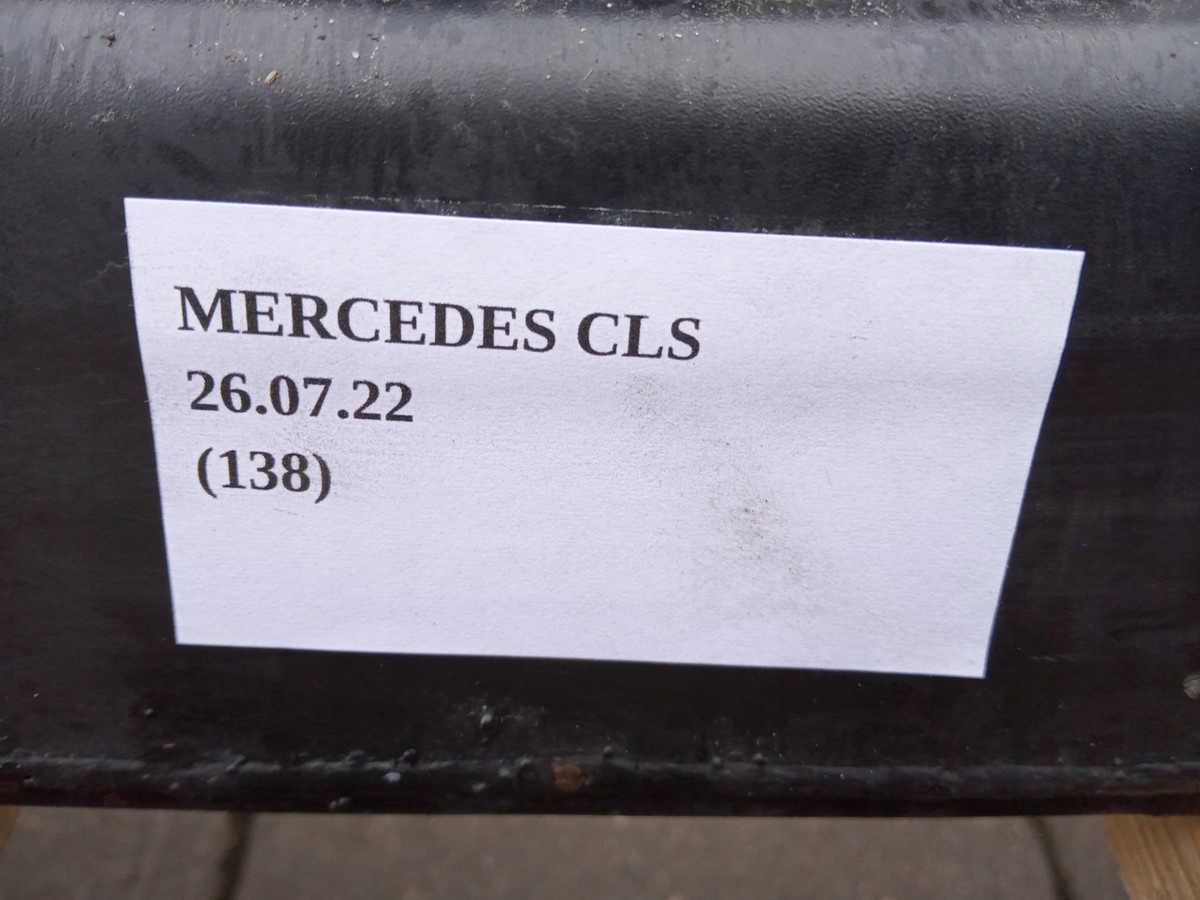 MERCEDES CLS
26.07.22
(138)